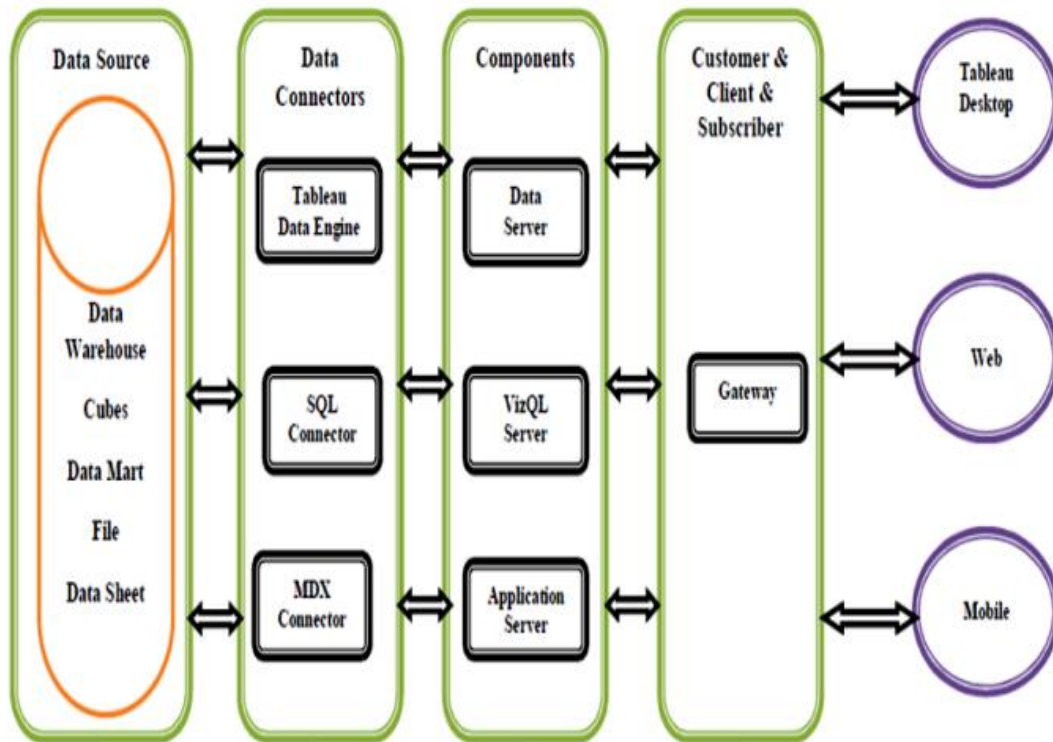 Data Source
Data
Warehouse
Cubes
Data Mart
File
Data Sheet
Data
Connectors
Tableau
Data Engine
SQL
Connector
MDX
Connector
Components
Data
Server
VizQL
Server
Application
Server
Customer &
Client &
Subscriber
Gateway
Tableau
Desktop
Web
Mobile